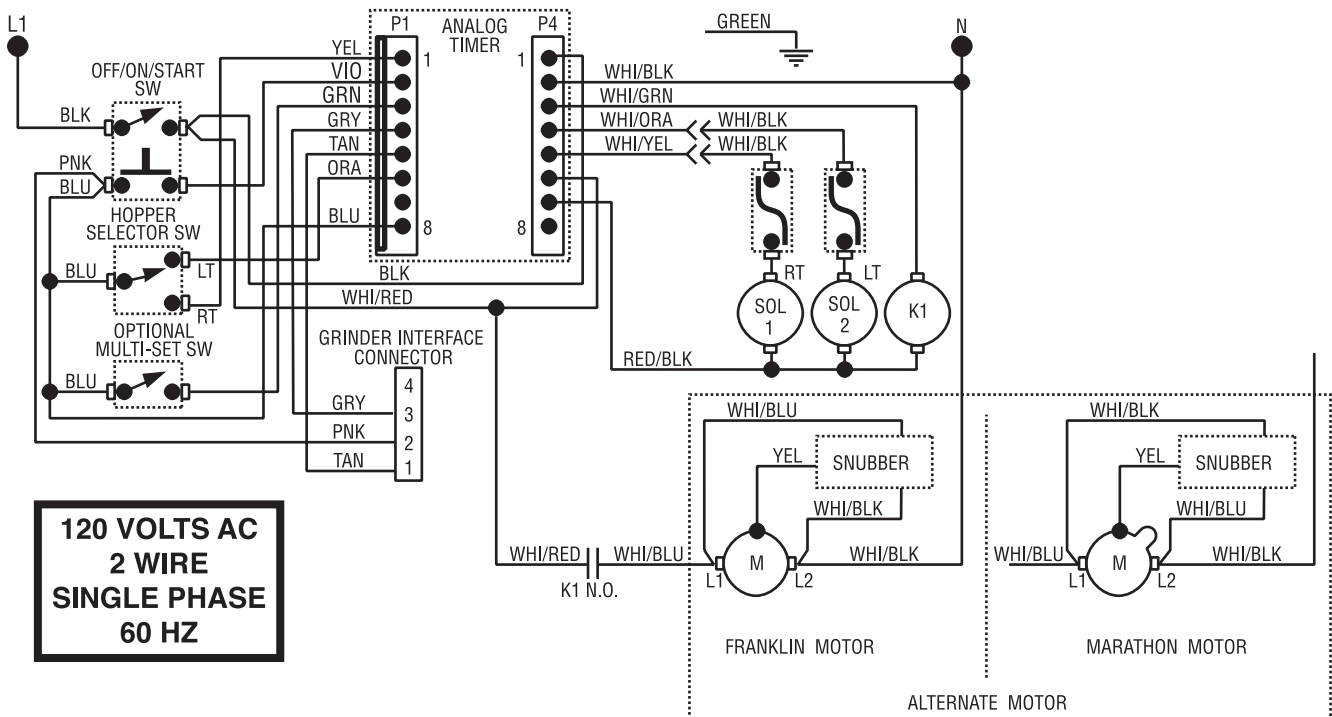 L1
P1
ANALOG
TIMER
P4
GREEN
N
OFF/ON/START
SW
BLK
YEL
VIO
GRN
GRY
TAN
ORA
BLU
1
8
1
8
WHI/BLK
WHI/GRN
WHI/ORA
WHI/BLK
WHI/YEL
WHI/BLK
PNK
BLU
HOPPER
SELECTOR SW
BLU
LT
RT
BLK
WHI/RED
OPTIONAL
MULTI-SET SW
BLU
RT
LT
SOL
1
SOL
2
K1
RED/BLK
GRINDER INTERFACE
CONNECTOR
4
GRY
3
PNK
2
TAN
1
WHI/BLU
YEL
SNUBBER
WHI/BLK
WHI/BLK
YEL
SNUBBER
WHI/BLU
WHI/RED
K1 N.O.
WHI/BLU
L1
M
L2
WHI/BLK
WHI/BLU
L1
M
L2
WHI/BLK
FRANKLIN MOTOR
MARATHON MOTOR
ALTERNATE MOTOR
120 VOLTS AC
2 WIRE
SINGLE PHASE
60 HZ